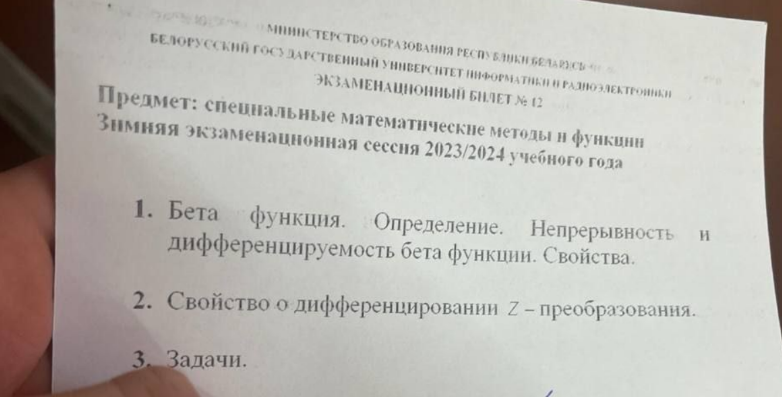 МИНИСТЕРСТВО ОБРАЗОВАНИЯ РЕСПУБЛИКИ БЕЛАРУСЬ
БЕЛОРУССКИЙ ГОСУДАРСТВЕННЫЙ УНИВЕРСИТЕТ ИНФОРМАТИКИ И РАДИОЭЛЕКТРОНИКИ
ЭКЗАМЕНАЦИОННЫЙ БИЛЕТ № 12
Предмет: специальные математические методы и функции
Зимняя экзаменационная сессия 2023/2024 учебного года
1. Бета функция. Определение. Непрерывность и
дифференцируемость бета функции. Свойства.
2. Свойство о дифференцировании Z – преобразования.
3. Задачи.